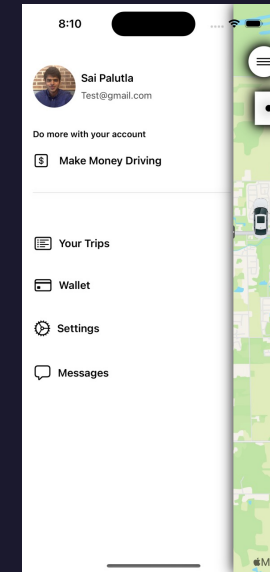 8:10
Sai Palutla
Test@gmail.com
Do more with your account
$ Make Money Driving
Your Trips
Wallet
Settings
Messages
M